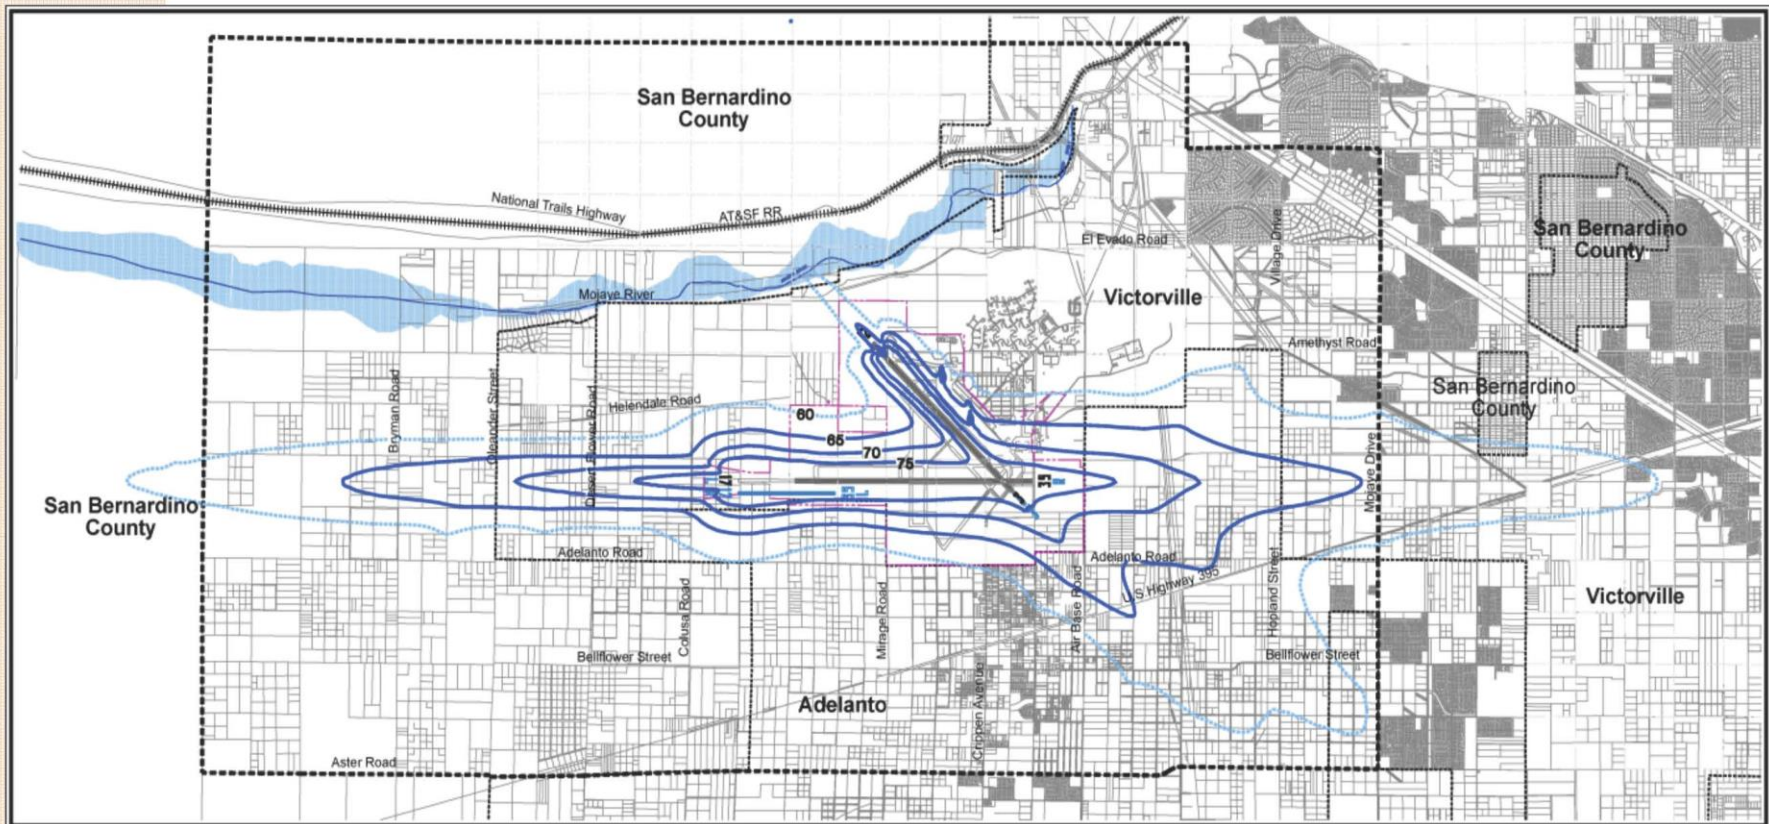 San Bernardino
County
National Trails Highway
AT&SF RR
San Bernardino
County
El Evado Road
Village Drive
Mojave River
Victorville
Amethyst Road
San Bernardino
County
Bryman Road
Oleander Street
Desert Flower Road
Helendale Road
60
65
70
75
17
35
Mojave Drive
San Bernardino
County
Adelanto Road
Adelanto Road
U.S Highway 395
Colusa Road
Mirage Road
Air Base Road
Hopland Street
Victorville
Bellflower Street
Bellflower Street
Adelanto
Crippen Avenue
Aster Road